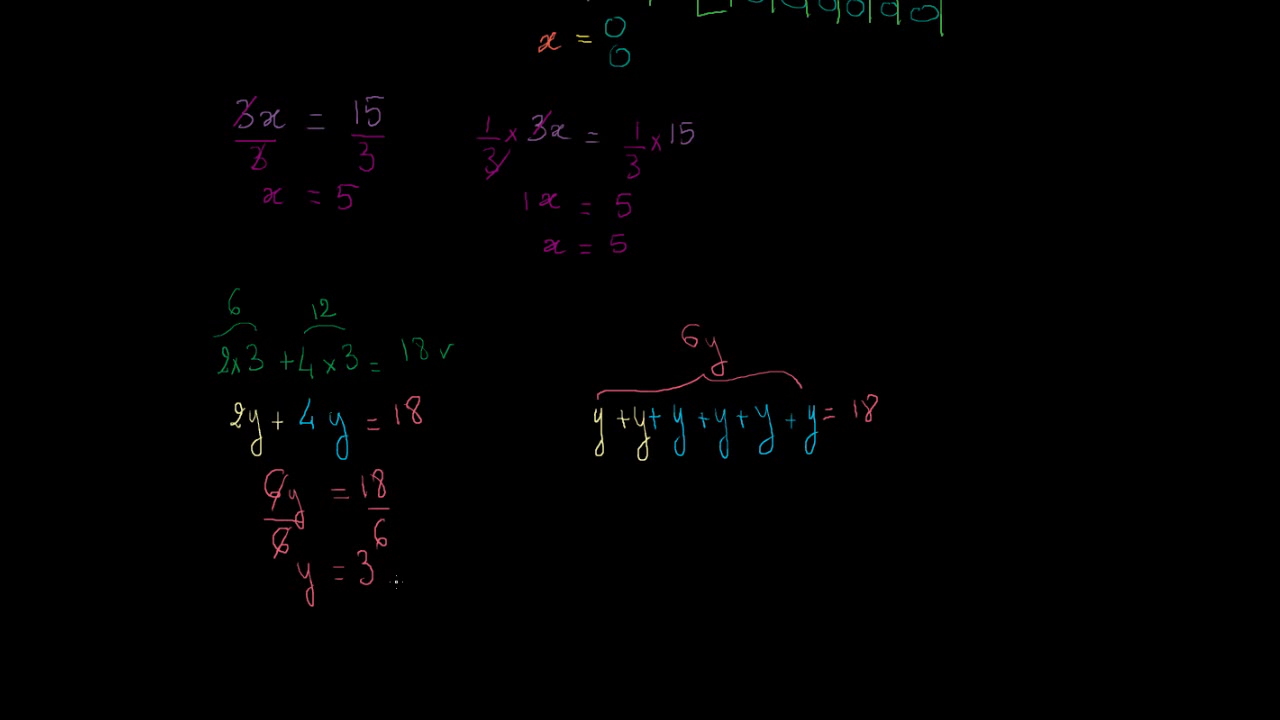 x = 0
0
3x = 15
3 3
x = 5
1/3 × 3x = 1/3 × 15
1x = 5
x = 5
6 12
2x3 + 4x3 = 18 ✓
2y + 4y = 18
6y = 18
6 6
y = 3
6y
y + y + y + y + y + y = 18